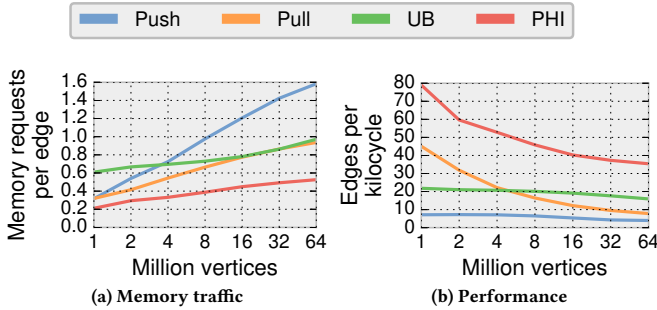 Push Pull UB PHI
Memory requests
per edge
1.6
1.4
1.2
1.0
0.8
0.6
0.4
0.2
0.0
1 2 4 8 16 32 64
Million vertices
(a) Memory traffic
Edges per
kilocycle
80
70
60
50
40
30
20
10
0
1 2 4 8 16 32 64
Million vertices
(b) Performance